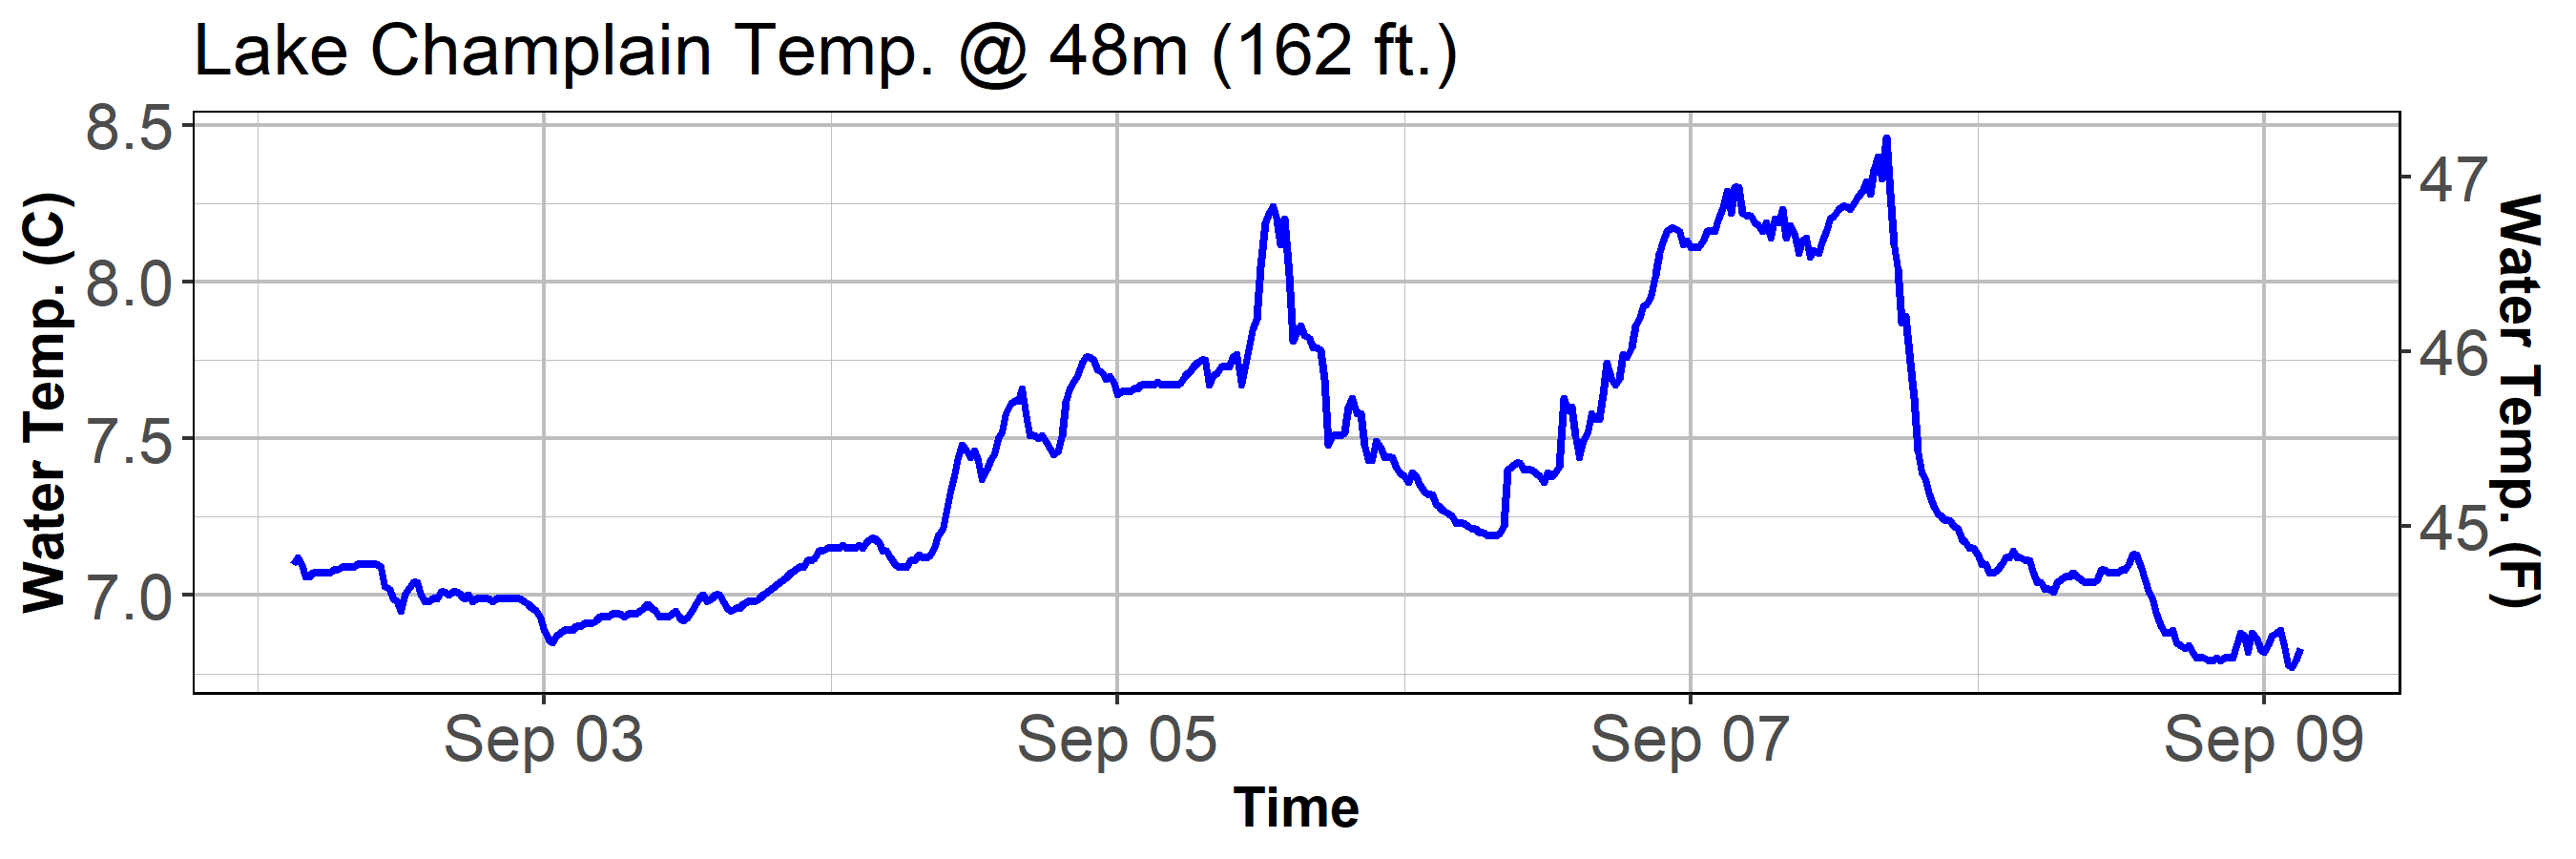 Lake Champlain Temp. @ 48m (162 ft.)
8.5
8.0
7.5
7.0
Water Temp. (C)
47
46
45
Water Temp. (F)
Sep 03 Sep 05 Sep 07 Sep 09
Time